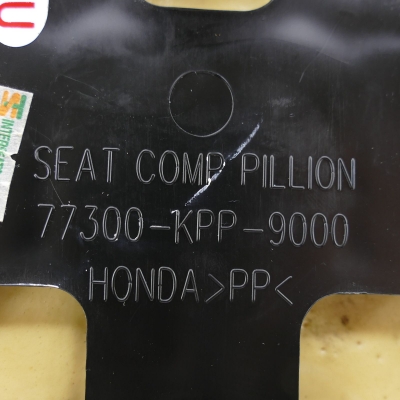 SEAT COMP PILLION
77300-KPP-9000
HONDA >PP<